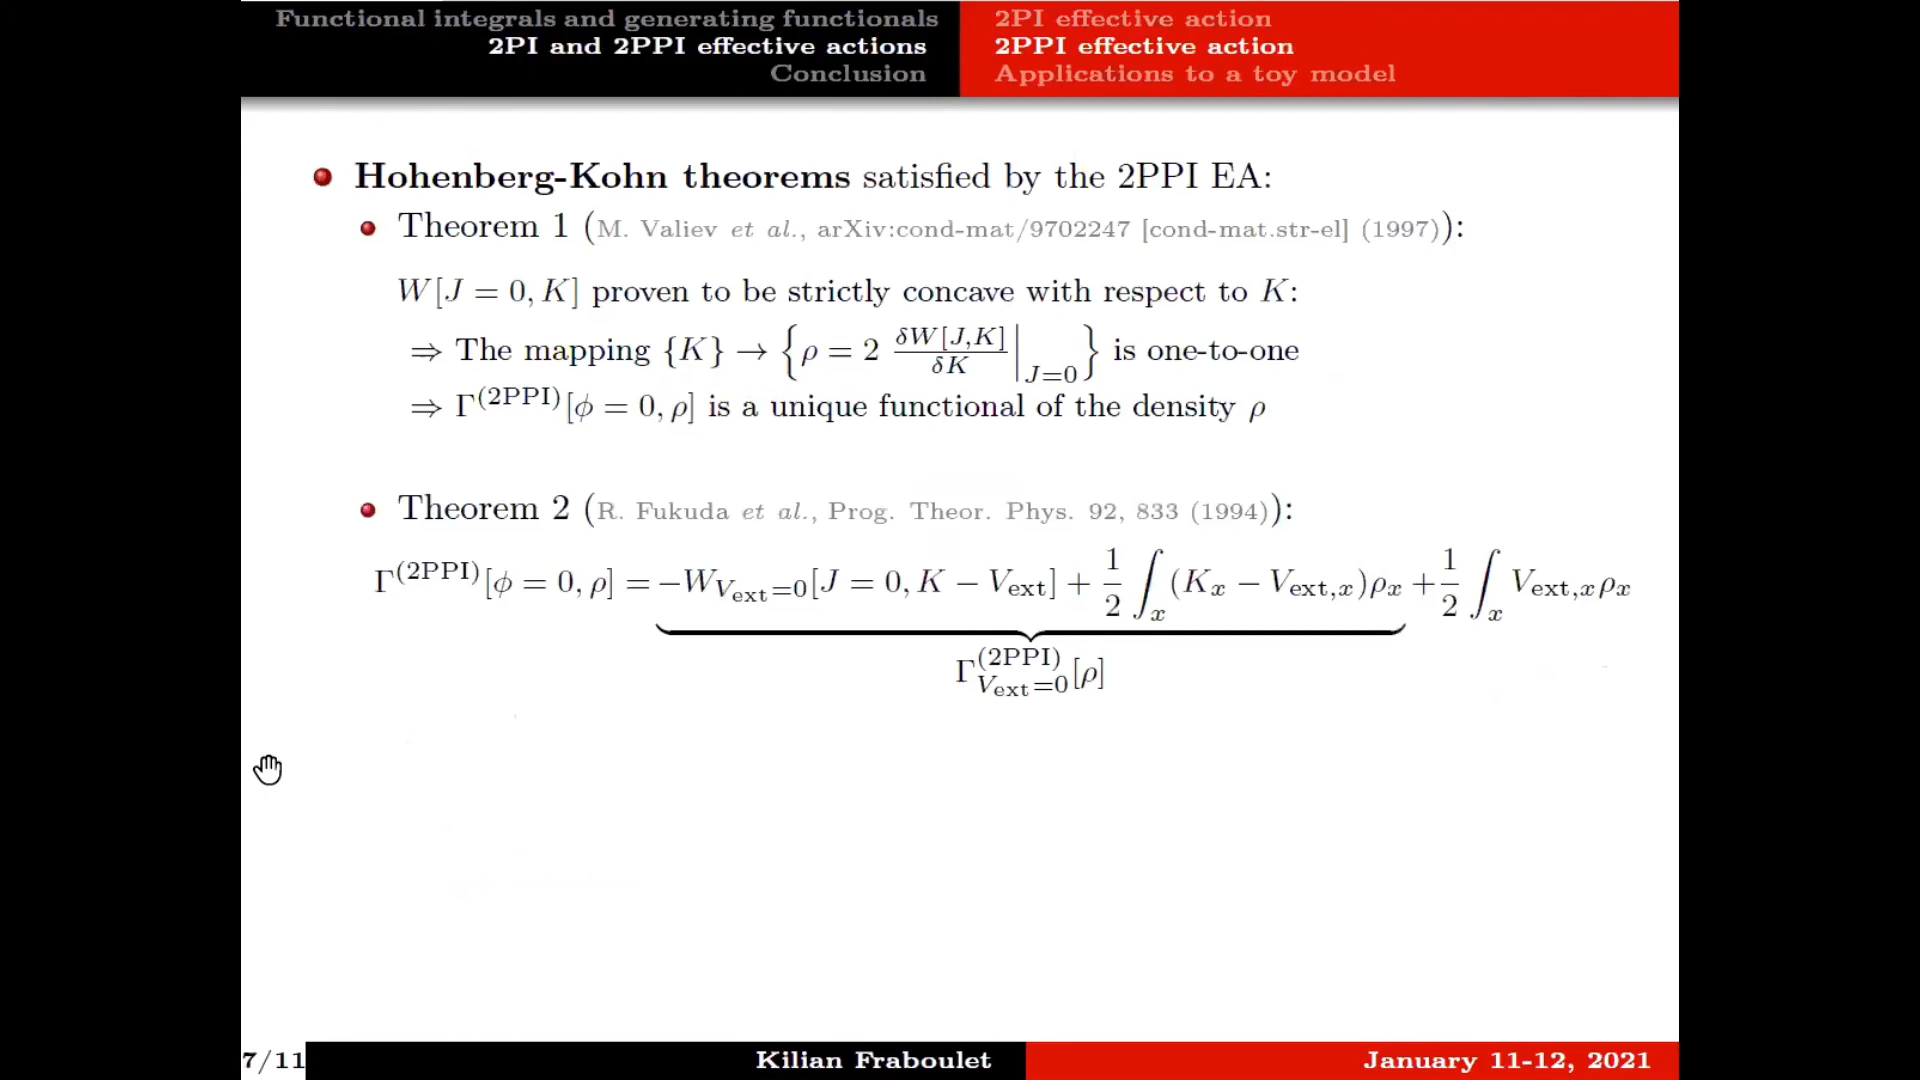 Functional integrals and generating functionals
2PI and 2PPI effective actions
Conclusion
2PI effective action
2PPI effective action
Applications to a toy model
Hohenberg-Kohn theorems satisfied by the 2PPI EA:
Theorem 1 (M. Valiev et al., arXiv:cond-mat/9702247 [cond-mat.str-el] (1997)):
W[J = 0, K] proven to be strictly concave with respect to K:
⇒ The mapping {K} → {ρ = 2 δW[J,K]/δK |_{J=0}} is one-to-one
⇒ Γ^{(2PPI)}[ϕ = 0, ρ] is a unique functional of the density ρ
Theorem 2 (R. Fukuda et al., Prog. Theor. Phys. 92, 833 (1994)):
Γ^{(2PPI)}[ϕ = 0, ρ] = −W_{V_ext=0}[J = 0, K − V_ext] + 1/2 ∫_x (K_x − V_{ext,x})ρ_x + 1/2 ∫_x V_{ext,x}ρ_x
Γ^{(2PPI)}_{V_ext=0}[ρ]
7/11
Kilian Fraboulet
January 11-12, 2021